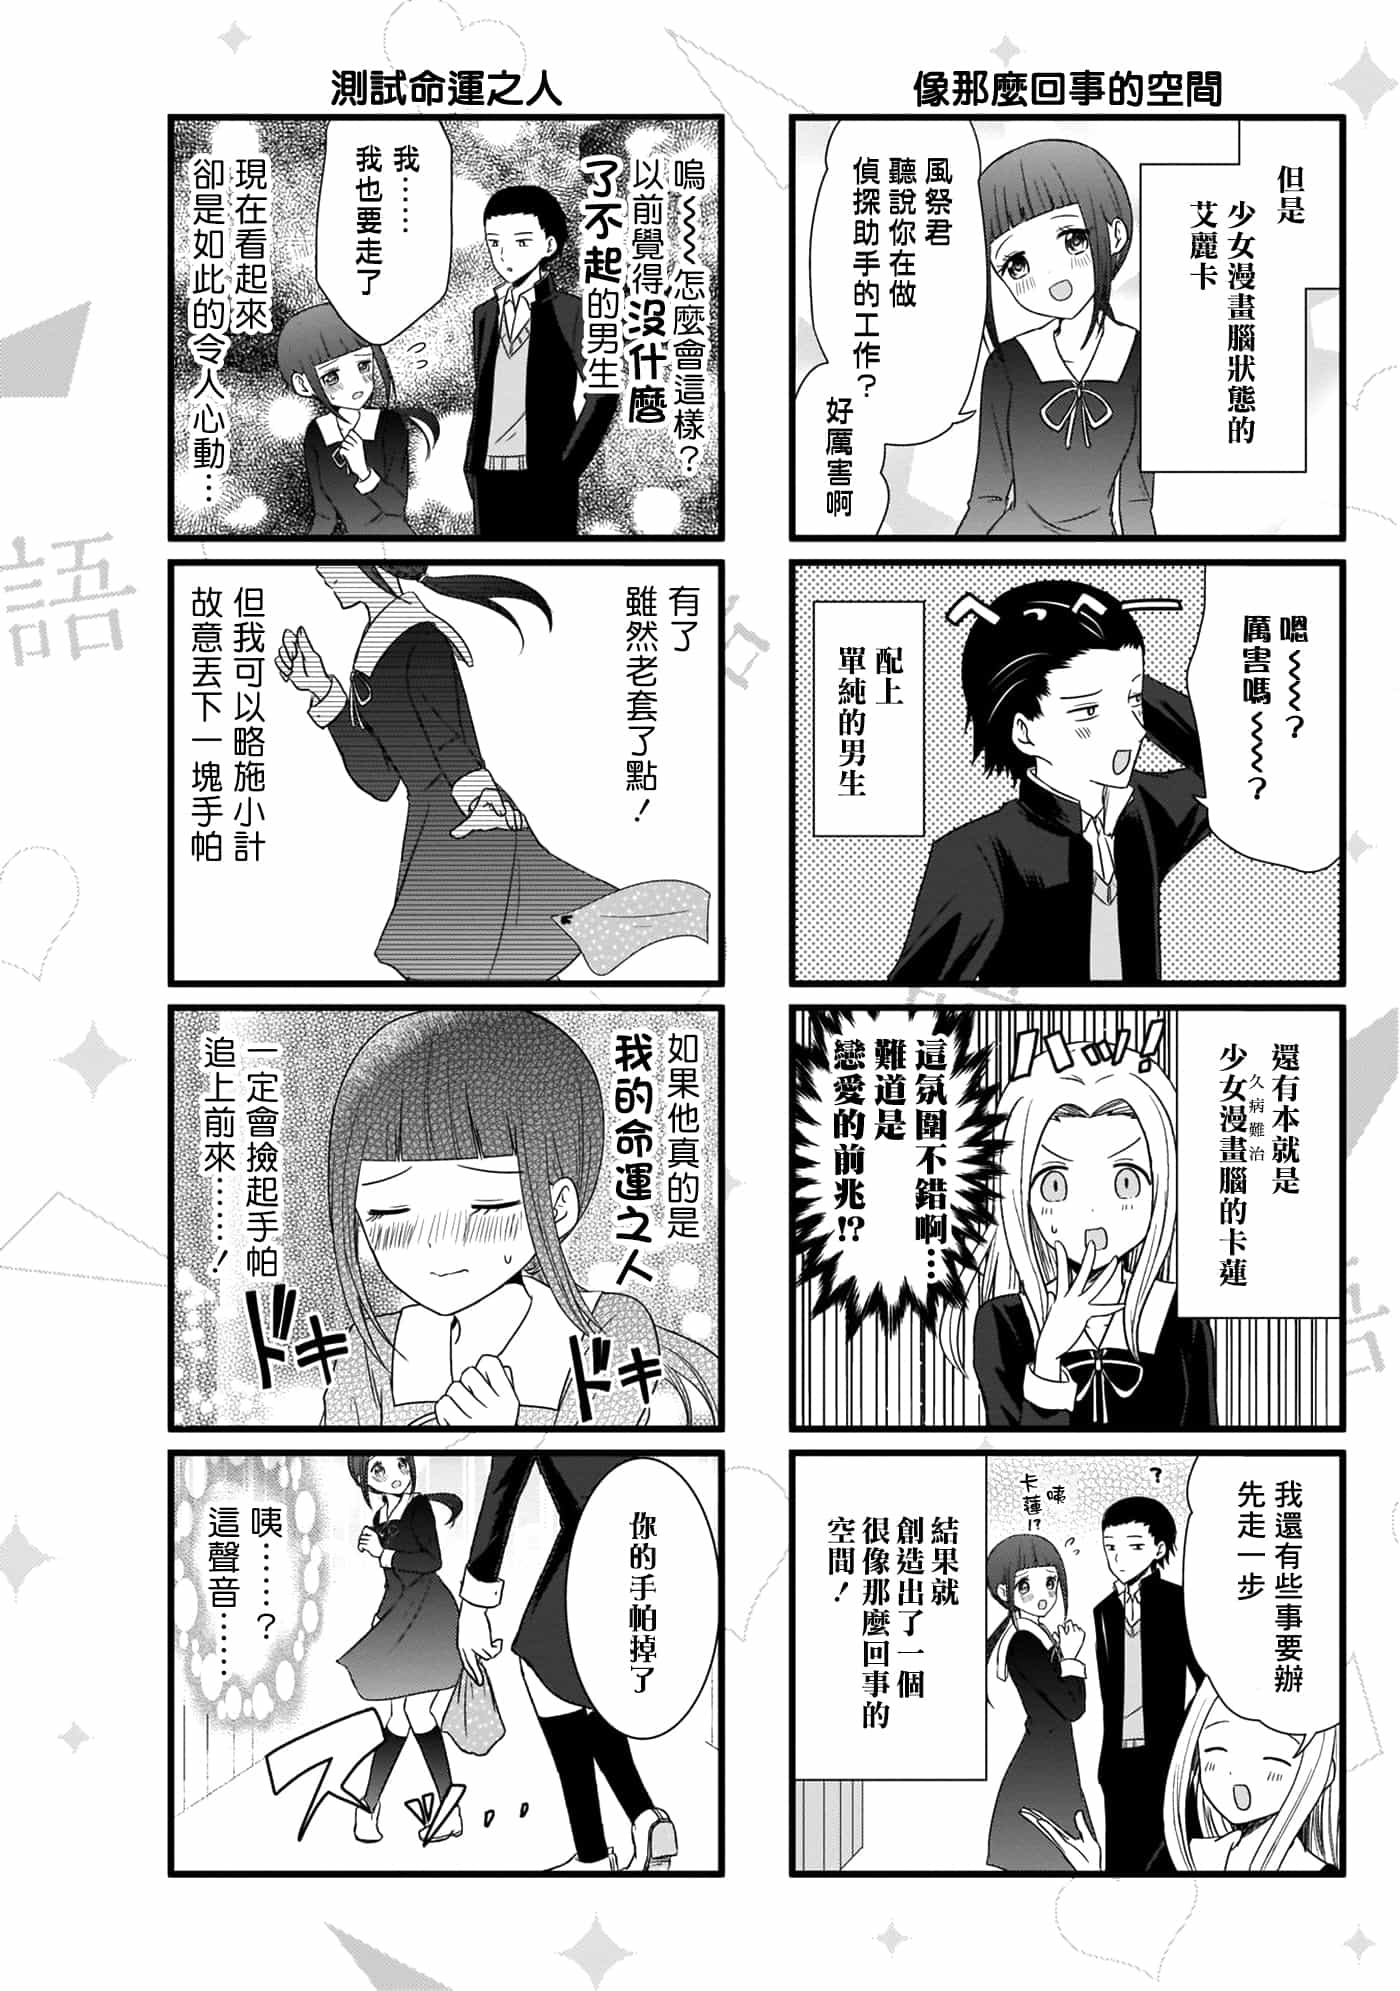 像那麼回事的空間
但是
少女漫畫腦狀態的
艾麗卡
風祭君
聽說你在做
偵探助手的工作?
好厲害啊
嗯~~~?
厲害嗎~~~?
配上
單純的男生
還有本就是
久病難治
少女漫畫腦的卡蓮
ハッ!
這氛圍不錯啊…
難道是
戀愛的前兆!?
我還有些事要辦
先走一步
?
咦
卡蓮!?
結果就
創造出了一個
很像那麼回事的
空間!
測試命運之人
嗚~~~怎麼會這樣?
以前覺得沒什麼
了不起的男生
我……
我也要走了
現在看起來
卻是如此的令人心動…
有了
雖然老套了點!
但我可以略施小計
故意丟下一塊手帕
如果他真的是
我的命運之人
一定會撿起手帕
追上前來……!
ドキ
ドキ
你的手帕掉了
咦……?
這聲音……
スッ
語